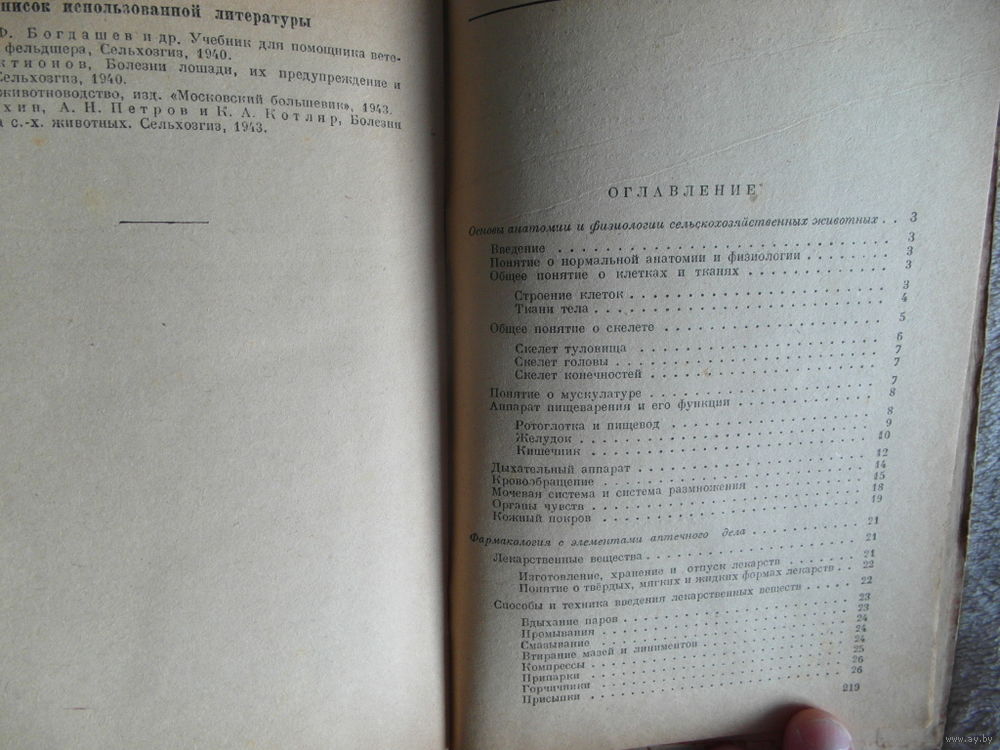 список использованной литературы
Ф. Богдашев и др. Учебник для помощника вете-
фельдшера, Сельхозгиз, 1940.
ктионов, Болезни лошади, их предупреждение и
Сельхозгиз, 1940.
животноводство, изд. «Московский большевик», 1943.
хин, А. Н. Петров и К. А. Котляр, Болезни
а с.-х. животных. Сельхозгиз, 1943.
ОГЛАВЛЕНИЕ
Основы анатомии и физиологии сельскохозяйственных животных . . 3
Введение . . . 3
Понятие о нормальной анатомии и физиологии . . . 3
Общее понятие о клетках и тканях . . . 3
Строение клеток . . . 3
Ткани тела . . . 4
Общее понятие о скелете . . . 5
Скелет туловища . . . 6
Скелет головы . . . 7
Скелет конечностей . . . 7
Понятие о мускулатуре . . . 7
Аппарат пищеварения и его функции . . . 8
Ротоглотка и пищевод . . . 8
Желудок . . . 9
Кишечник . . . 10
Дыхательный аппарат . . . 12
Кровообращение . . . 14
Мочевая система и система размножения . . . 15
Органы чувств . . . 18
Кожный покров . . . 19
Фармакология с элементами аптечного дела . . . 21
Лекарственные вещества . . . 21
Изготовление, хранение и отпуск лекарств . . . 21
Понятие о твёрдых, мягких и жидких формах лекарств . . 22
Способы и техника введения лекарственных веществ . . . 22
Вдыхание паров . . . 23
Промывания . . . 23
Смазывание . . . 24
Втирание мазей и линиментов . . . 24
Компрессы . . . 24
Припарки . . . 25
Горчичники . . . 26
Присыпки . . . 26
219
www.ay.by